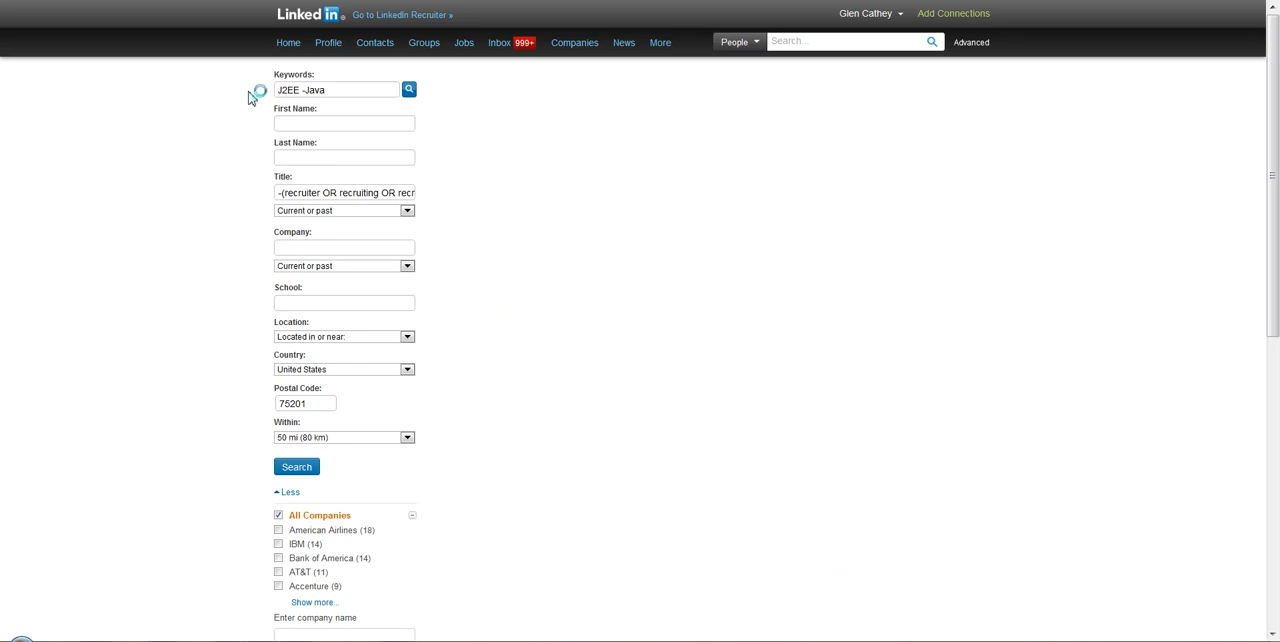 Linked in® Go to LinkedIn Recruiter » Glen Cathey Add Connections
Home Profile Contacts Groups Jobs Inbox 999+ Companies News More People Search... Advanced
Keywords:
J2EE -Java
First Name:
Last Name:
Title:
-(recruiter OR recruiting OR recr
Current or past
Company:
Current or past
School:
Location:
Located in or near:
Country:
United States
Postal Code:
75201
Within:
50 mi (80 km)
Search
Less
All Companies
American Airlines (18)
IBM (14)
Bank of America (14)
AT&T (11)
Accenture (9)
Show more...
Enter company name